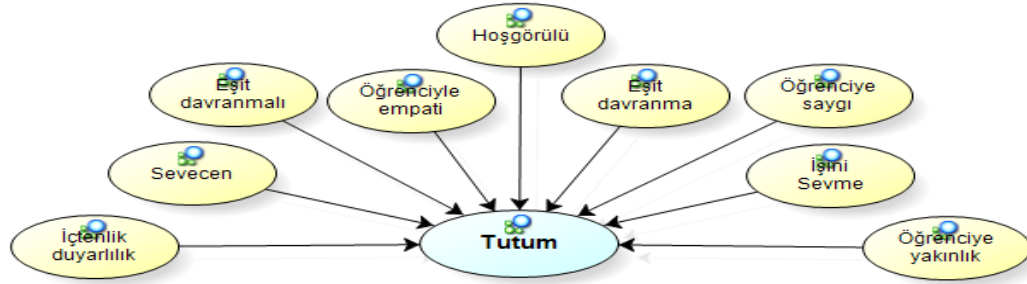 Hoşgörülü
Eşit
davranmalı
Öğrenciyle
empati
Eşit
davranma
Öğrenciye
saygı
Sevecen
İşini
Sevme
İçtenlik
duyarlılık
Tutum
Öğrenciye
yakınlık